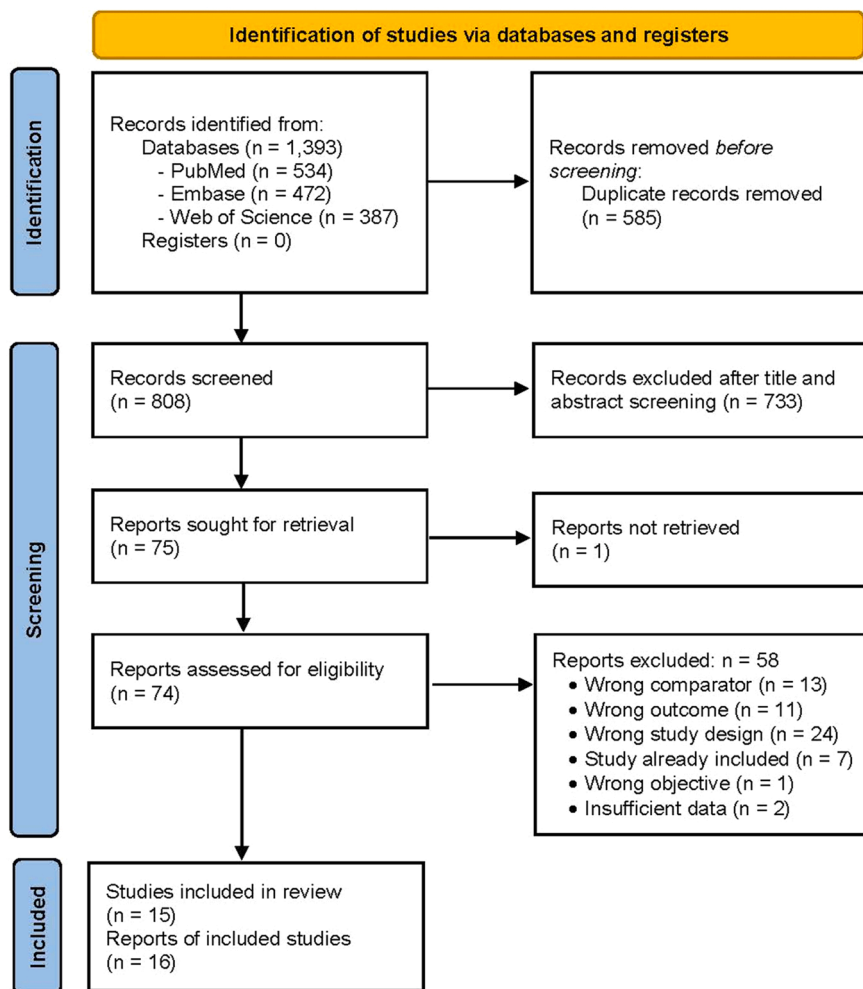 Identification of studies via databases and registers
Identification
Records identified from:
Databases (n = 1,393)
- PubMed (n = 534)
- Embase (n = 472)
- Web of Science (n = 387)
Registers (n = 0)
Records removed before
screening:
Duplicate records removed
(n = 585)
Screening
Records screened
(n = 808)
Records excluded after title and
abstract screening (n = 733)
Reports sought for retrieval
(n = 75)
Reports not retrieved
(n = 1)
Reports assessed for eligibility
(n = 74)
Reports excluded: n = 58
• Wrong comparator (n = 13)
• Wrong outcome (n = 11)
• Wrong study design (n = 24)
• Study already included (n = 7)
• Wrong objective (n = 1)
• Insufficient data (n = 2)
Included
Studies included in review
(n = 15)
Reports of included studies
(n = 16)